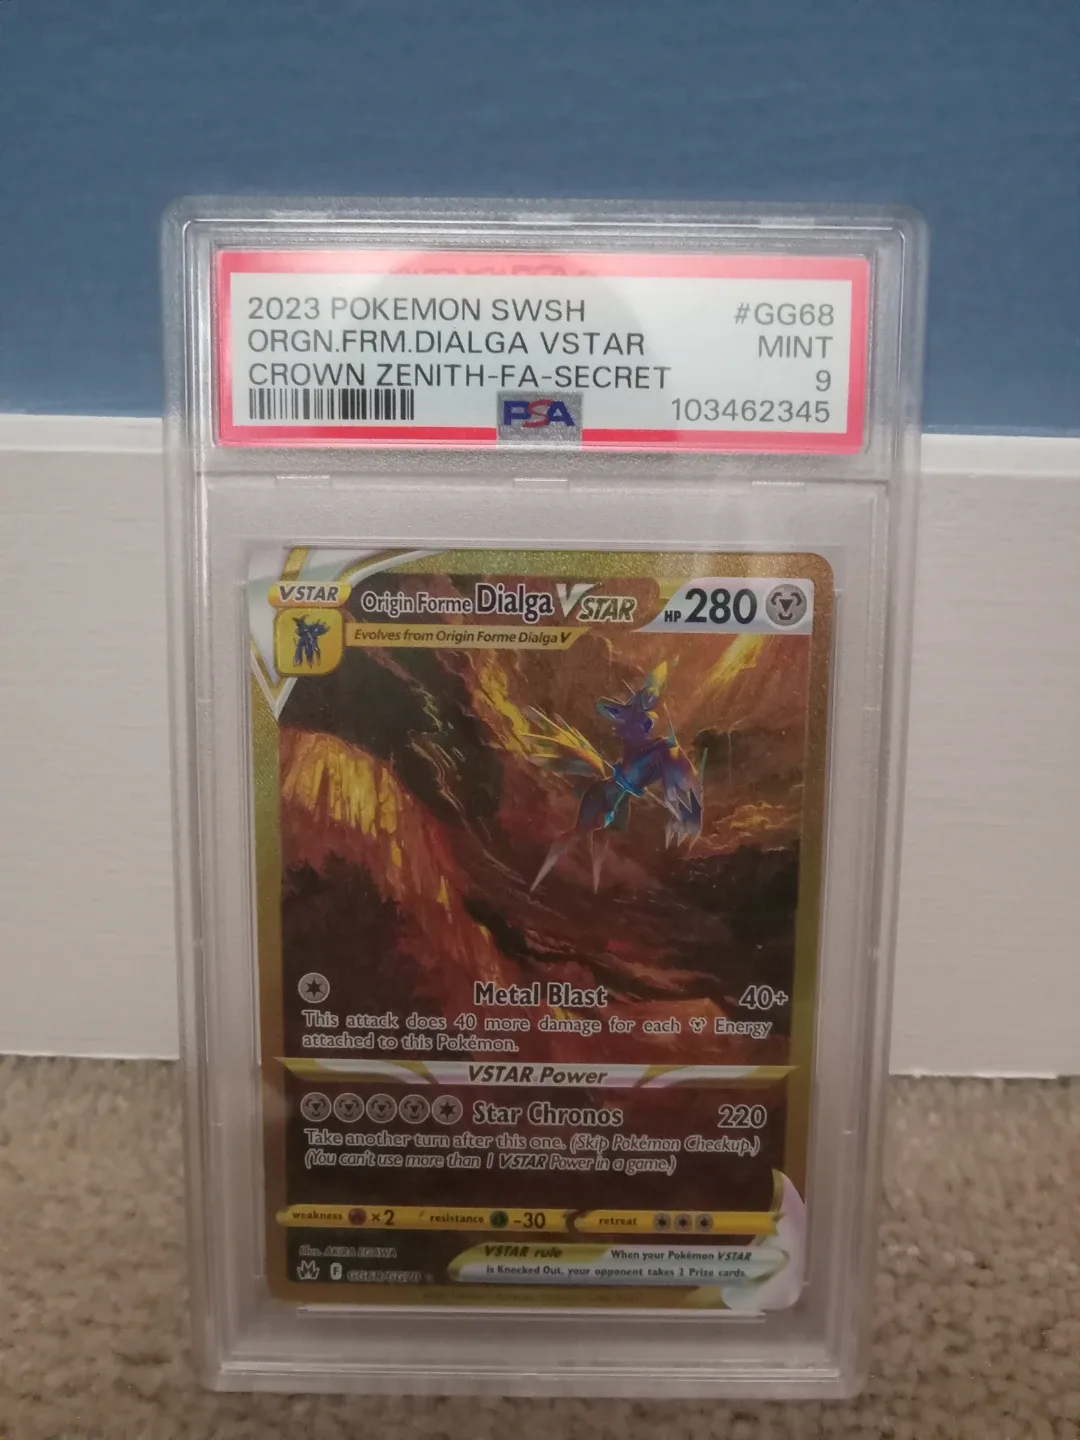 2023 POKEMON SWSH #GG68
ORGN.FRM.DIALGA VSTAR MINT
CROWN ZENITH-FA-SECRET 9
PSA 103462345
VSTAR Origin Forme Dialga VSTAR HP 280
Evolves from Origin Forme Dialga V
Metal Blast 40+
This attack does 40 more damage for each Energy
attached to this Pokémon.
VSTAR Power
Star Chronos 220
Take another turn after this one. (Skip Pokémon Checkup.)
(You can't use more than 1 VSTAR Power in a game.)
weakness ×2 resistance -30 retreat
Illus. AKIRA EGAWA
VSTAR rule When your Pokémon VSTAR
is Knocked Out, your opponent takes 2 Prize cards.
F GG68/GG70